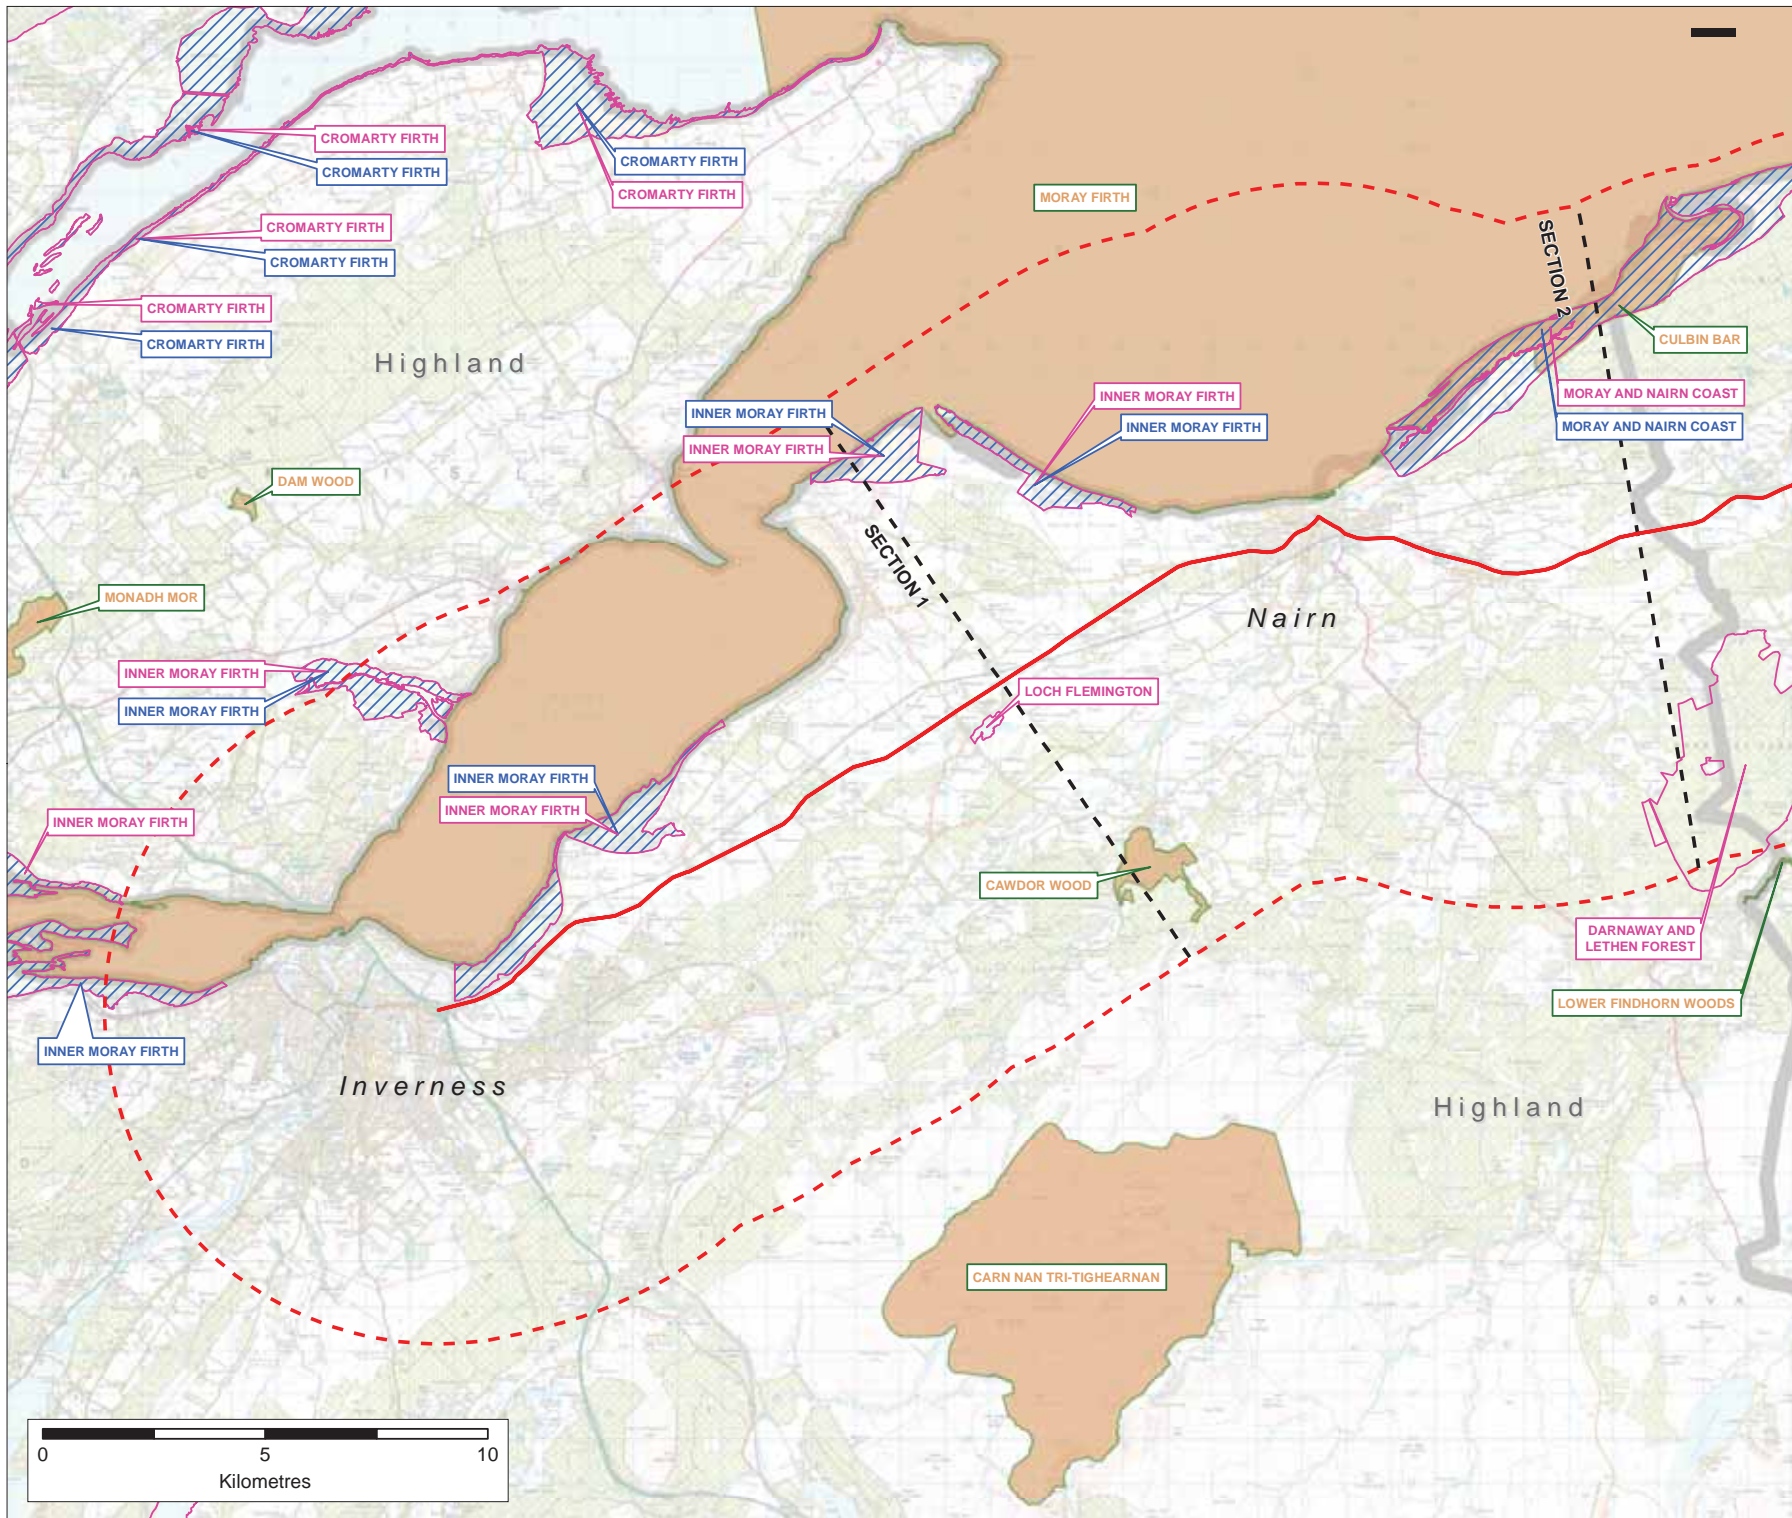 CROMARTY FIRTH
CROMARTY FIRTH
CROMARTY FIRTH
CROMARTY FIRTH
CROMARTY FIRTH
CROMARTY FIRTH
CROMARTY FIRTH
CROMARTY FIRTH
MORAY FIRTH
SECTION 2
CULBIN BAR
Highland
MORAY AND NAIRN COAST
MORAY AND NAIRN COAST
INNER MORAY FIRTH
INNER MORAY FIRTH
INNER MORAY FIRTH
INNER MORAY FIRTH
DAM WOOD
SECTION 1
MONADH MOR
Nairn
INNER MORAY FIRTH
INNER MORAY FIRTH
LOCH FLEMINGTON
INNER MORAY FIRTH
INNER MORAY FIRTH
INNER MORAY FIRTH
CAWDOR WOOD
DARNAWAY AND
LETHEN FOREST
LOWER FINDHORN WOODS
INNER MORAY FIRTH
Inverness
Highland
CARN NAN TRI-TIGHEARNAN
0 5 10
Kilometres